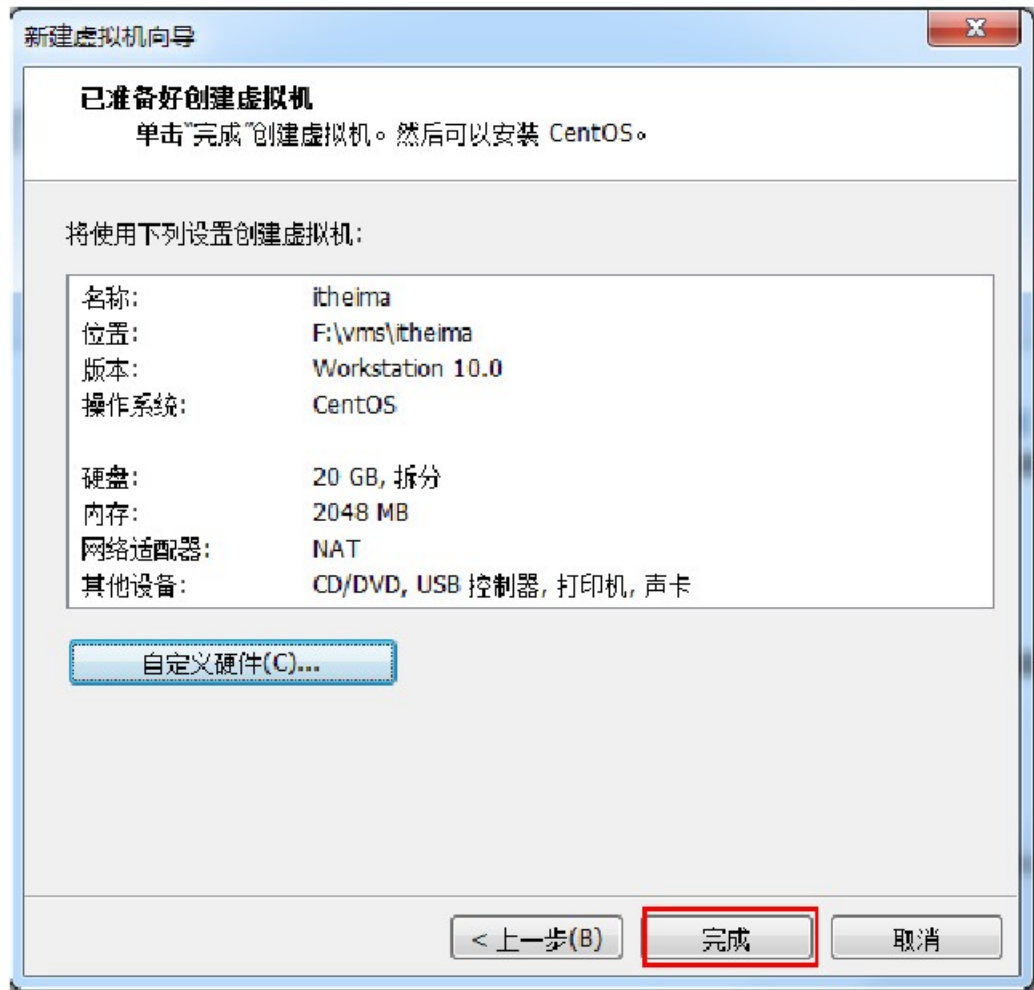 新建虚拟机向导
已准备好创建虚拟机
单击"完成"创建虚拟机。然后可以安装 CentOS。
将使用下列设置创建虚拟机:
名称: itheima
位置: F:\vms\itheima
版本: Workstation 10.0
操作系统: CentOS
硬盘: 20 GB, 拆分
内存: 2048 MB
网络适配器: NAT
其他设备: CD/DVD, USB 控制器, 打印机, 声卡
自定义硬件(C)...
< 上一步(B) 完成 取消